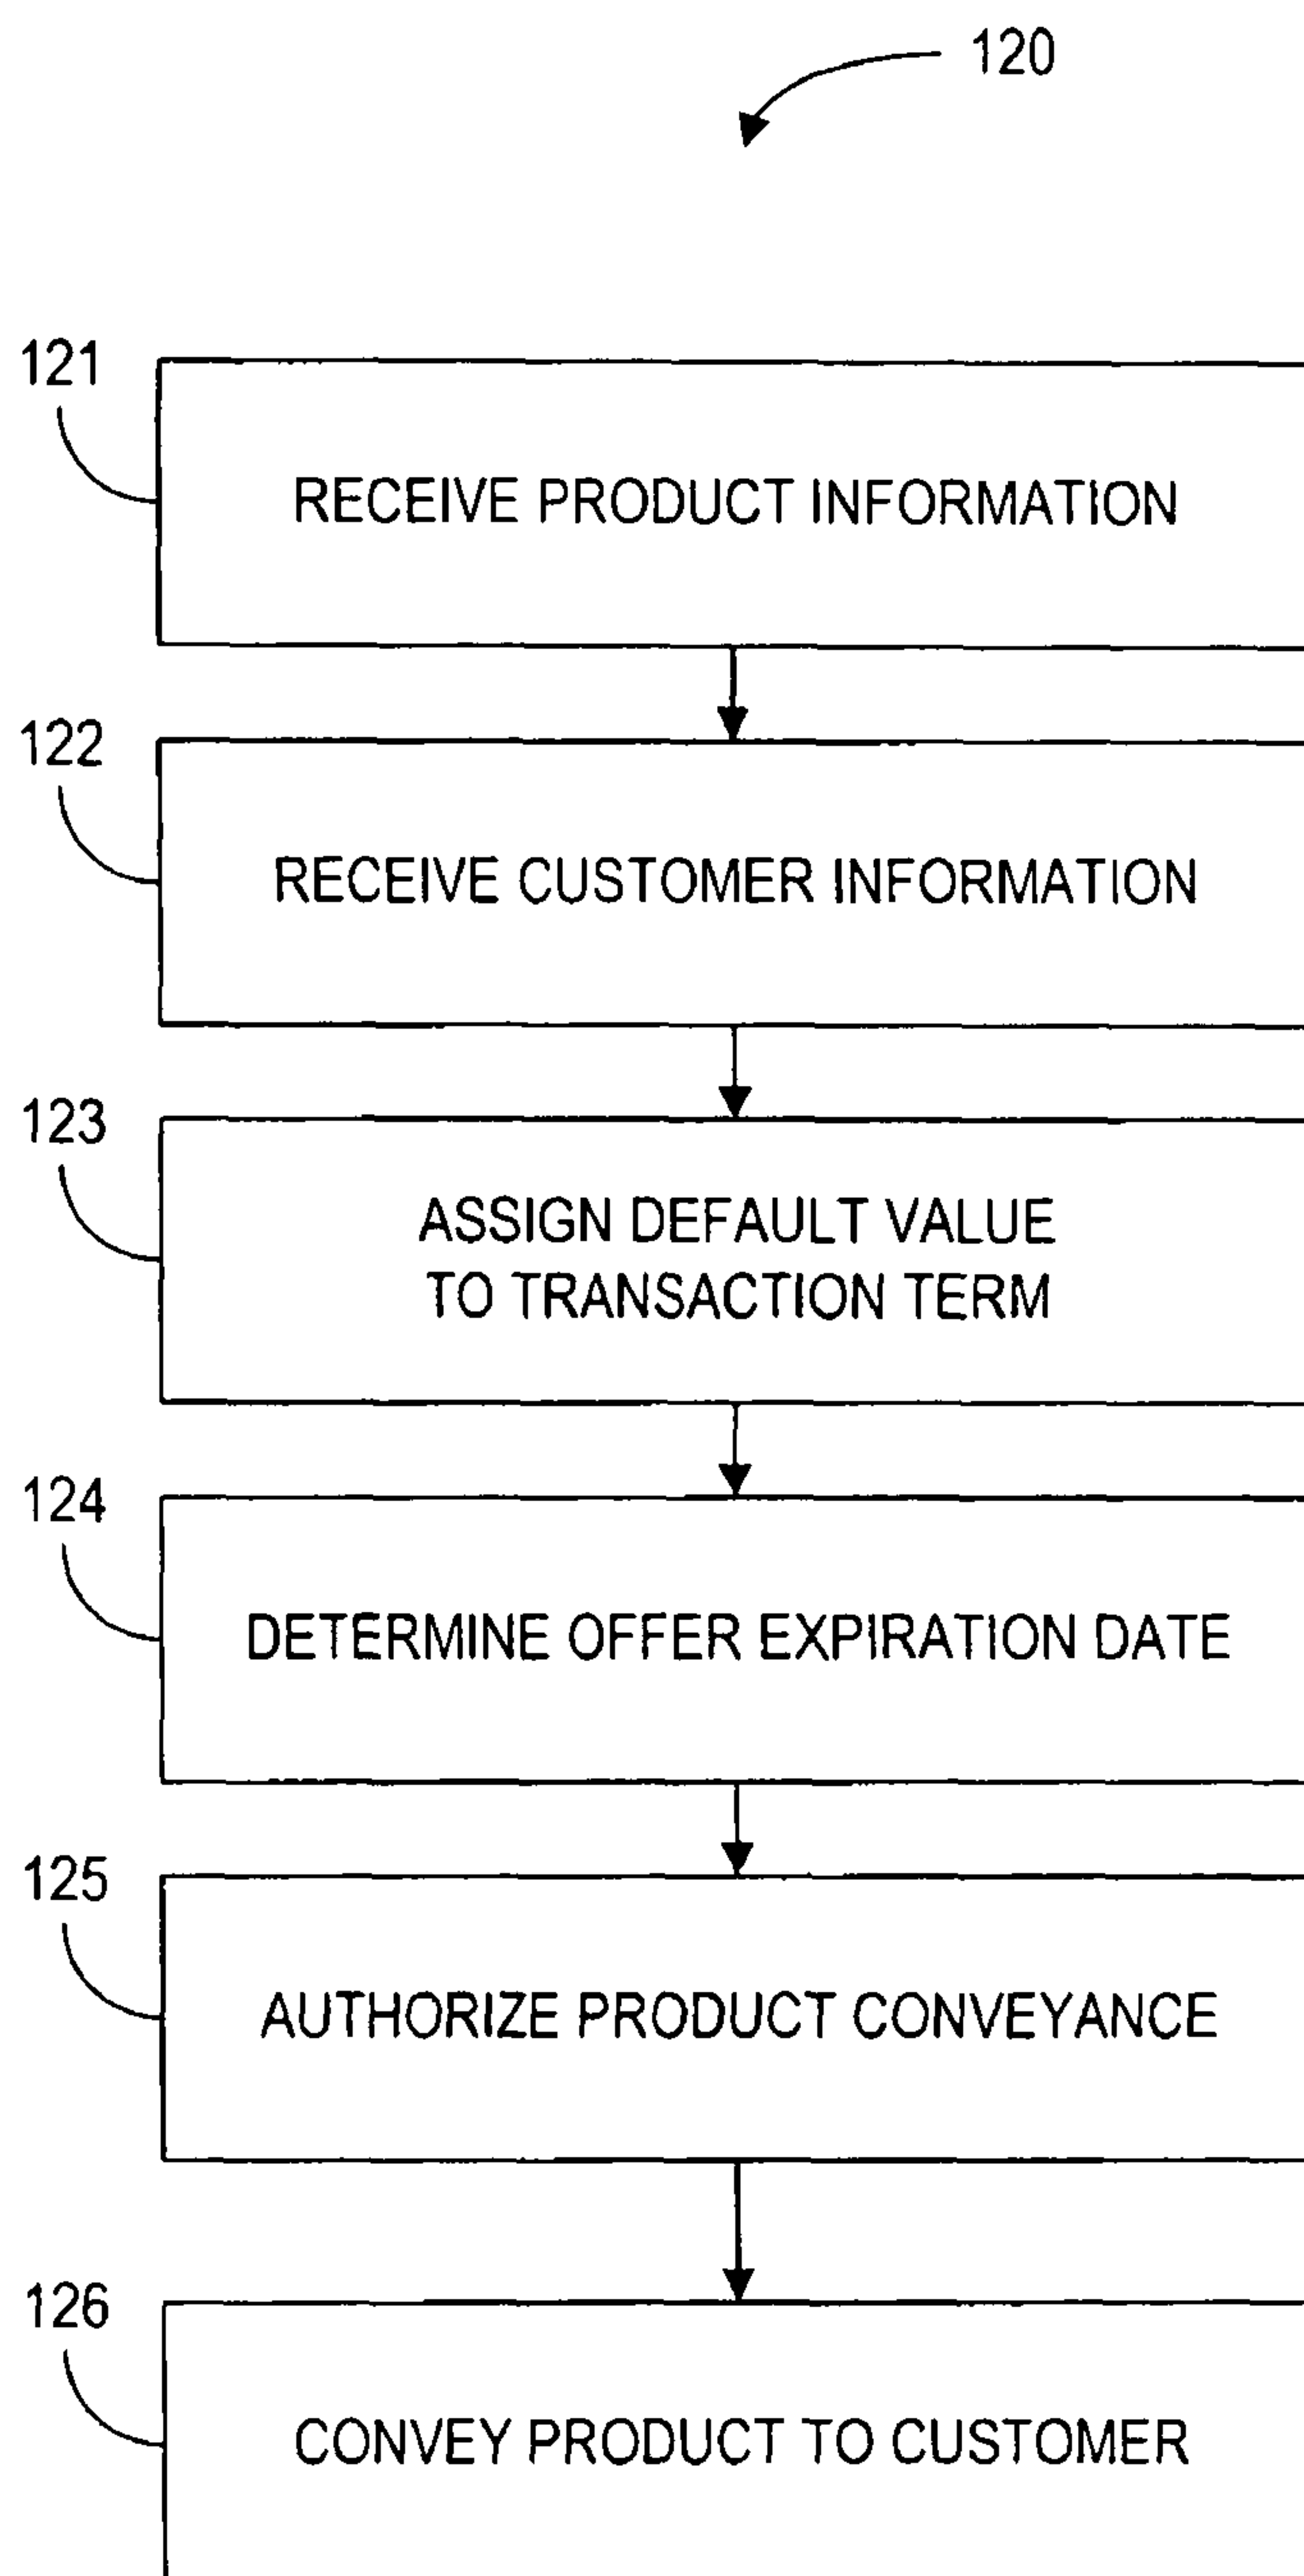 120
121
RECEIVE PRODUCT INFORMATION
122
RECEIVE CUSTOMER INFORMATION
123
ASSIGN DEFAULT VALUE
TO TRANSACTION TERM
124
DETERMINE OFFER EXPIRATION DATE
125
AUTHORIZE PRODUCT CONVEYANCE
126
CONVEY PRODUCT TO CUSTOMER